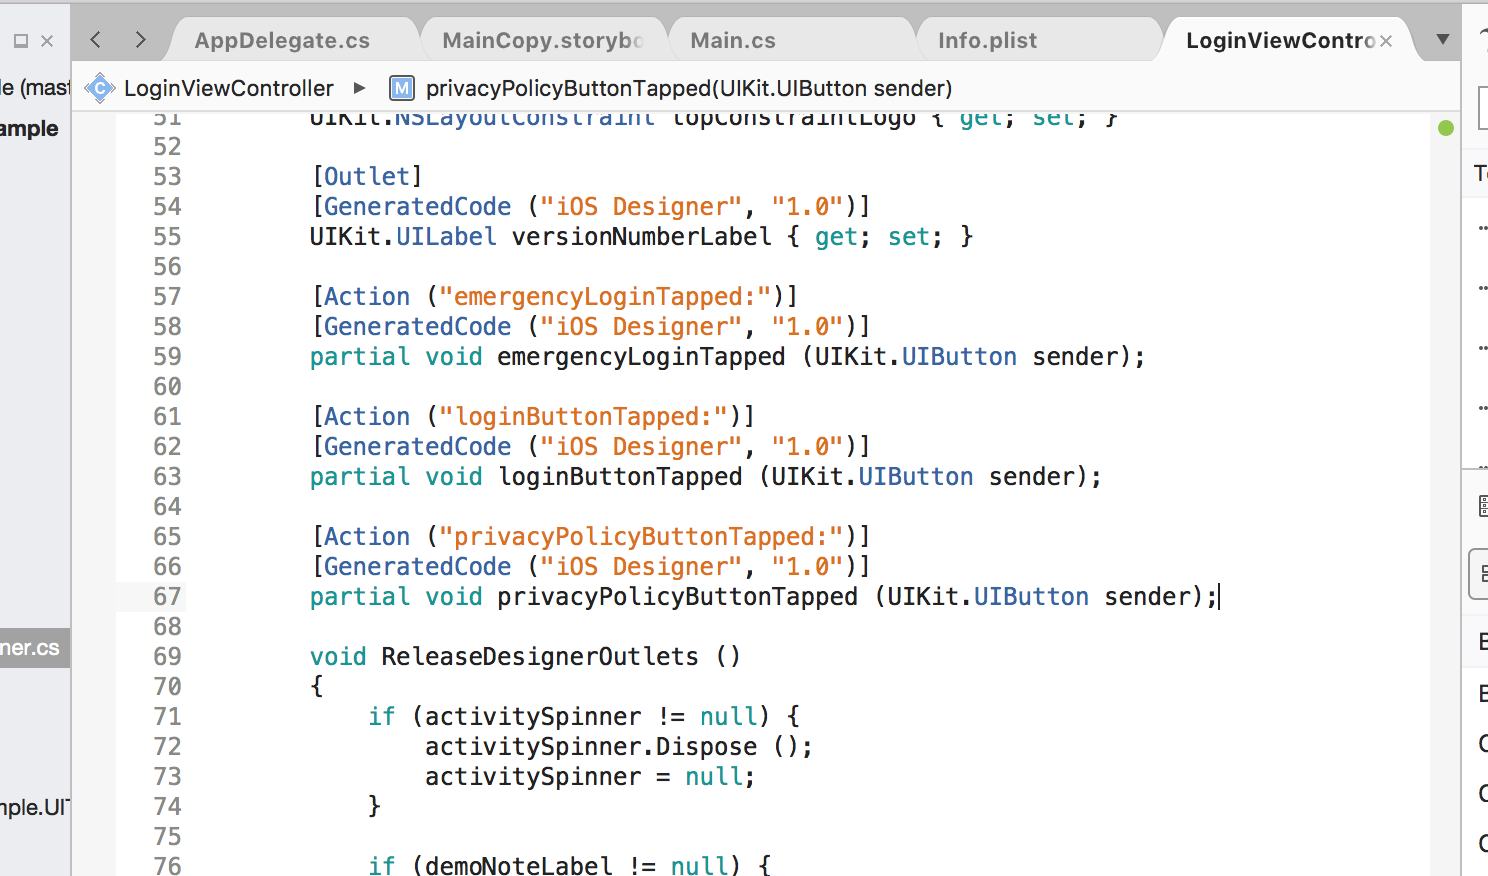 AppDelegate.cs
MainCopy.storybo
Main.cs
Info.plist
LoginViewContro
le (mast
LoginViewController ▶ M privacyPolicyButtonTapped(UIKit.UIButton sender)
ample
51 UIKit.NSLayoutConstraint topConstraintLogo { get; set; }
52
53 [Outlet]
54 [GeneratedCode ("iOS Designer", "1.0")]
55 UIKit.UILabel versionNumberLabel { get; set; }
56
57 [Action ("emergencyLoginTapped:")]
58 [GeneratedCode ("iOS Designer", "1.0")]
59 partial void emergencyLoginTapped (UIKit.UIButton sender);
60
61 [Action ("loginButtonTapped:")]
62 [GeneratedCode ("iOS Designer", "1.0")]
63 partial void loginButtonTapped (UIKit.UIButton sender);
64
65 [Action ("privacyPolicyButtonTapped:")]
66 [GeneratedCode ("iOS Designer", "1.0")]
67 partial void privacyPolicyButtonTapped (UIKit.UIButton sender);
68
ner.cs
69 void ReleaseDesignerOutlets ()
70 {
71 if (activitySpinner != null) {
72 activitySpinner.Dispose ();
73 activitySpinner = null;
74 }
mple.UIT
75
76 if (demoNoteLabel != null) {